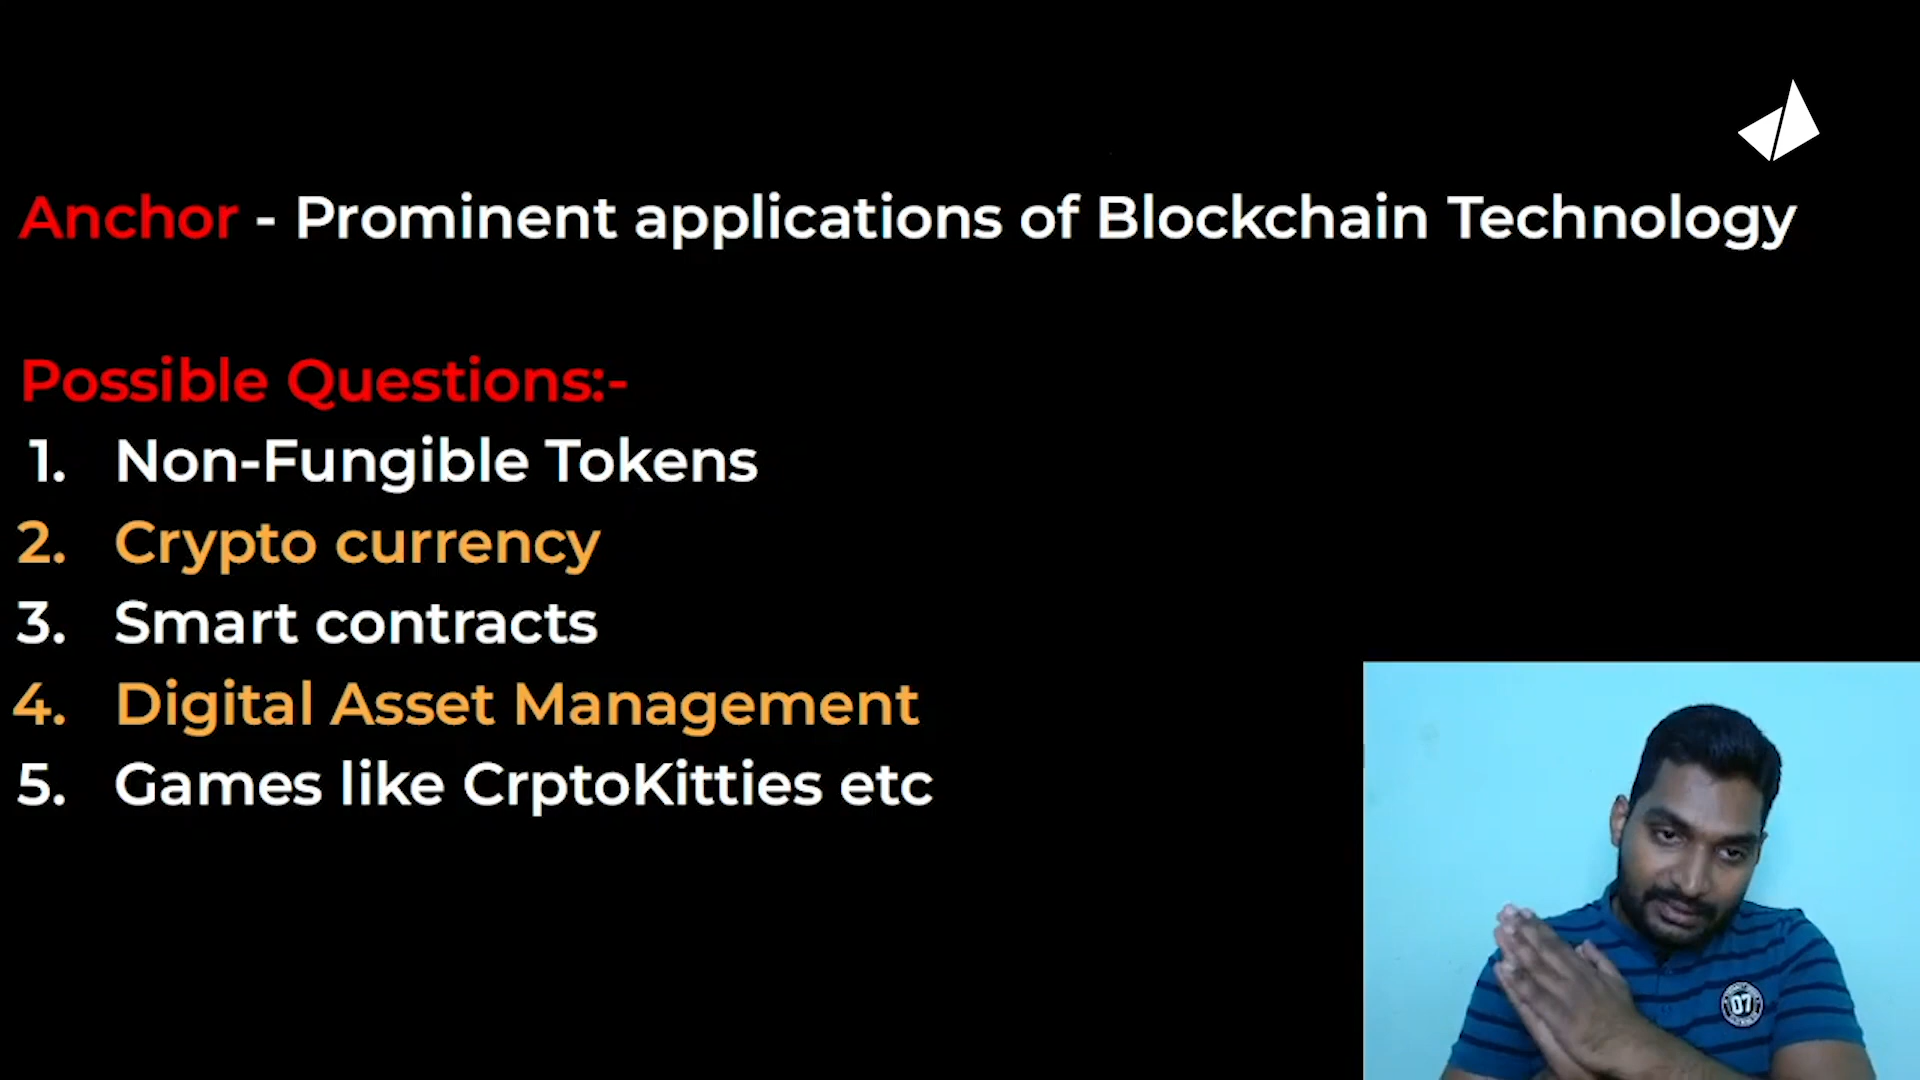 Anchor - Prominent applications of Blockchain Technology
Possible Questions:-
1. Non-Fungible Tokens
2. Crypto currency
3. Smart contracts
4. Digital Asset Management
5. Games like CrptoKitties etc
07